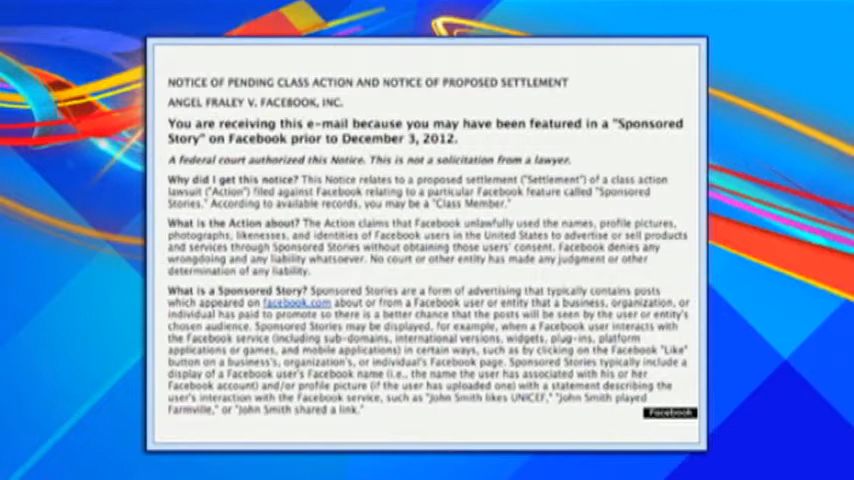 NOTICE OF PENDING CLASS ACTION AND NOTICE OF PROPOSED SETTLEMENT
ANGEL FRALEY V. FACEBOOK, INC.
You are receiving this e-mail because you may have been featured in a "Sponsored
Story" on Facebook prior to December 3, 2012.
A federal court authorized this Notice. This is not a solicitation from a lawyer.
Why did I get this notice? This Notice relates to a proposed settlement ("Settlement") of a class action
lawsuit ("Action") filed against Facebook relating to a particular Facebook feature called "Sponsored
Stories." According to available records, you may be a "Class Member."
What is the Action about? The Action claims that Facebook unlawfully used the names, profile pictures,
photographs, likenesses, and identities of Facebook users in the United States to advertise or sell products
and services through Sponsored Stories without obtaining those users' consent. Facebook denies any
wrongdoing and any liability whatsoever. No court or other entity has made any judgment or other
determination of any liability.
What is a Sponsored Story? Sponsored Stories are a form of advertising that typically contains posts
which appeared on facebook.com about or from a Facebook user or entity that a business, organization, or
individual has paid to promote so there is a better chance that the posts will be seen by the user or entity's
chosen audience. Sponsored Stories may be displayed, for example, when a Facebook user interacts with
the Facebook service (including sub-domains, international versions, widgets, plug-ins, platform
applications or games, and mobile applications) in certain ways, such as by clicking on the Facebook "Like"
button on a business's, organization's, or individual's Facebook page. Sponsored Stories typically include a
display of a Facebook user's Facebook name (i.e., the name the user has associated with his or her
Facebook account) and/or profile picture (if the user has uploaded one) with a statement describing the
user's interaction with the Facebook service, such as "John Smith likes UNICEF," "John Smith played
Farmville," or "John Smith shared a link."
Facebook